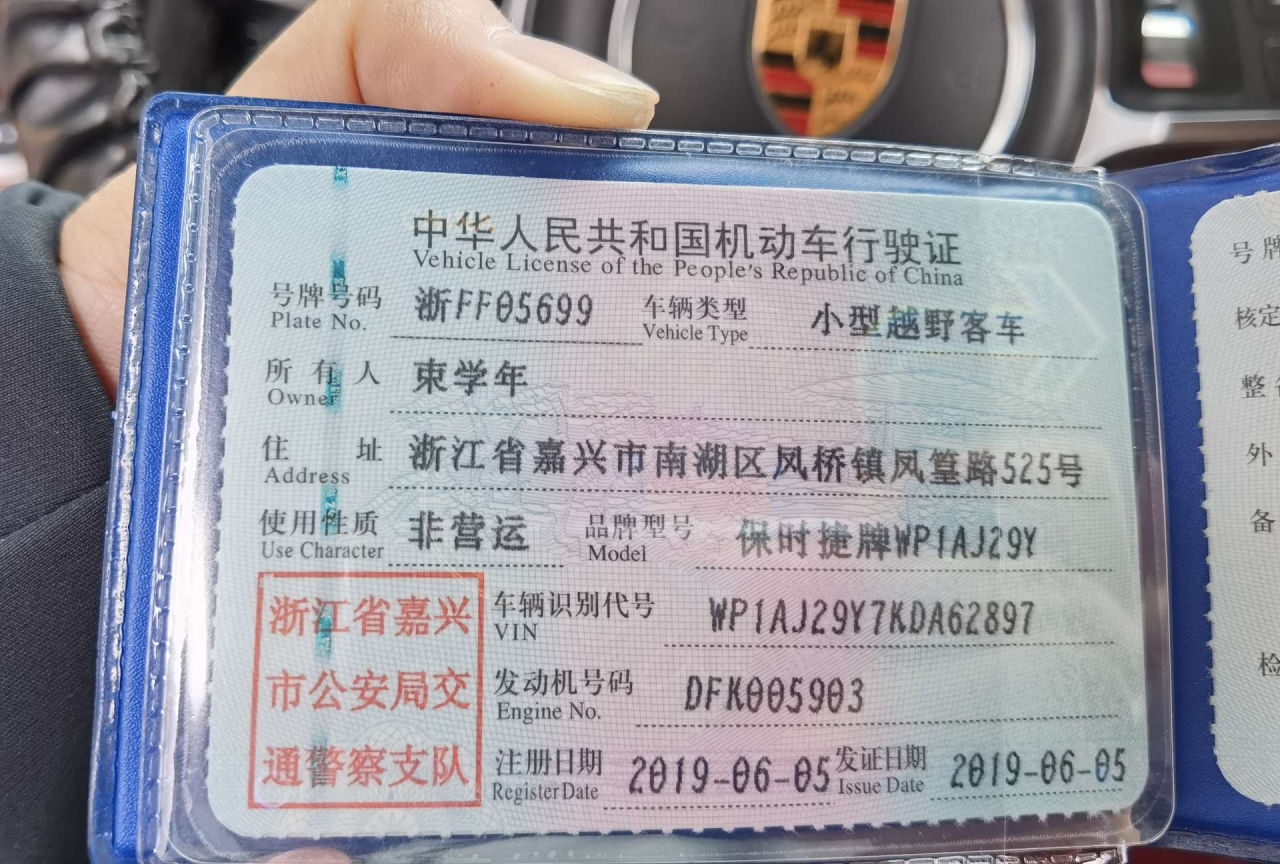 中华人民共和国机动车行驶证
Vehicle License of the People's Republic of China
号牌号码 浙FF05699 车辆类型 小型越野客车
Plate No. Vehicle Type
所有人 束学年
Owner
住址 浙江省嘉兴市南湖区凤桥镇凤篁路525号
Address
使用性质 非营运 品牌型号 保时捷牌WP1AJ29Y
Use Character Model
浙江省嘉兴
市公安局交
通警察支队
车辆识别代号 WP1AJ29Y7KDA62897
VIN
发动机号码 DFK005903
Engine No.
注册日期 2019-06-05 发证日期 2019-06-05
Register Date Issue Date
号牌
核定
整
外
备
检